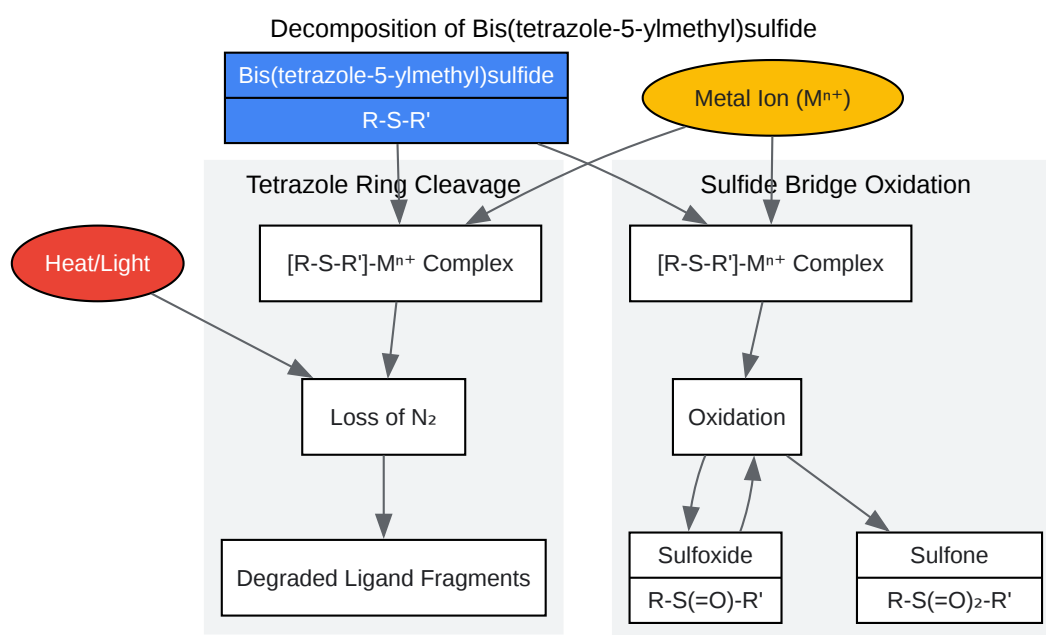 Decomposition of Bis(tetrazole-5-ylmethyl)sulfide
Bis(tetrazole-5-ylmethyl)sulfide
R-S-R'
Metal Ion (Mⁿ⁺)
Tetrazole Ring Cleavage
Sulfide Bridge Oxidation
Heat/Light
[R-S-R']-Mⁿ⁺ Complex
[R-S-R']-Mⁿ⁺ Complex
Loss of N₂
Oxidation
Degraded Ligand Fragments
Sulfoxide
R-S(=O)-R'
Sulfone
R-S(=O)₂-R'